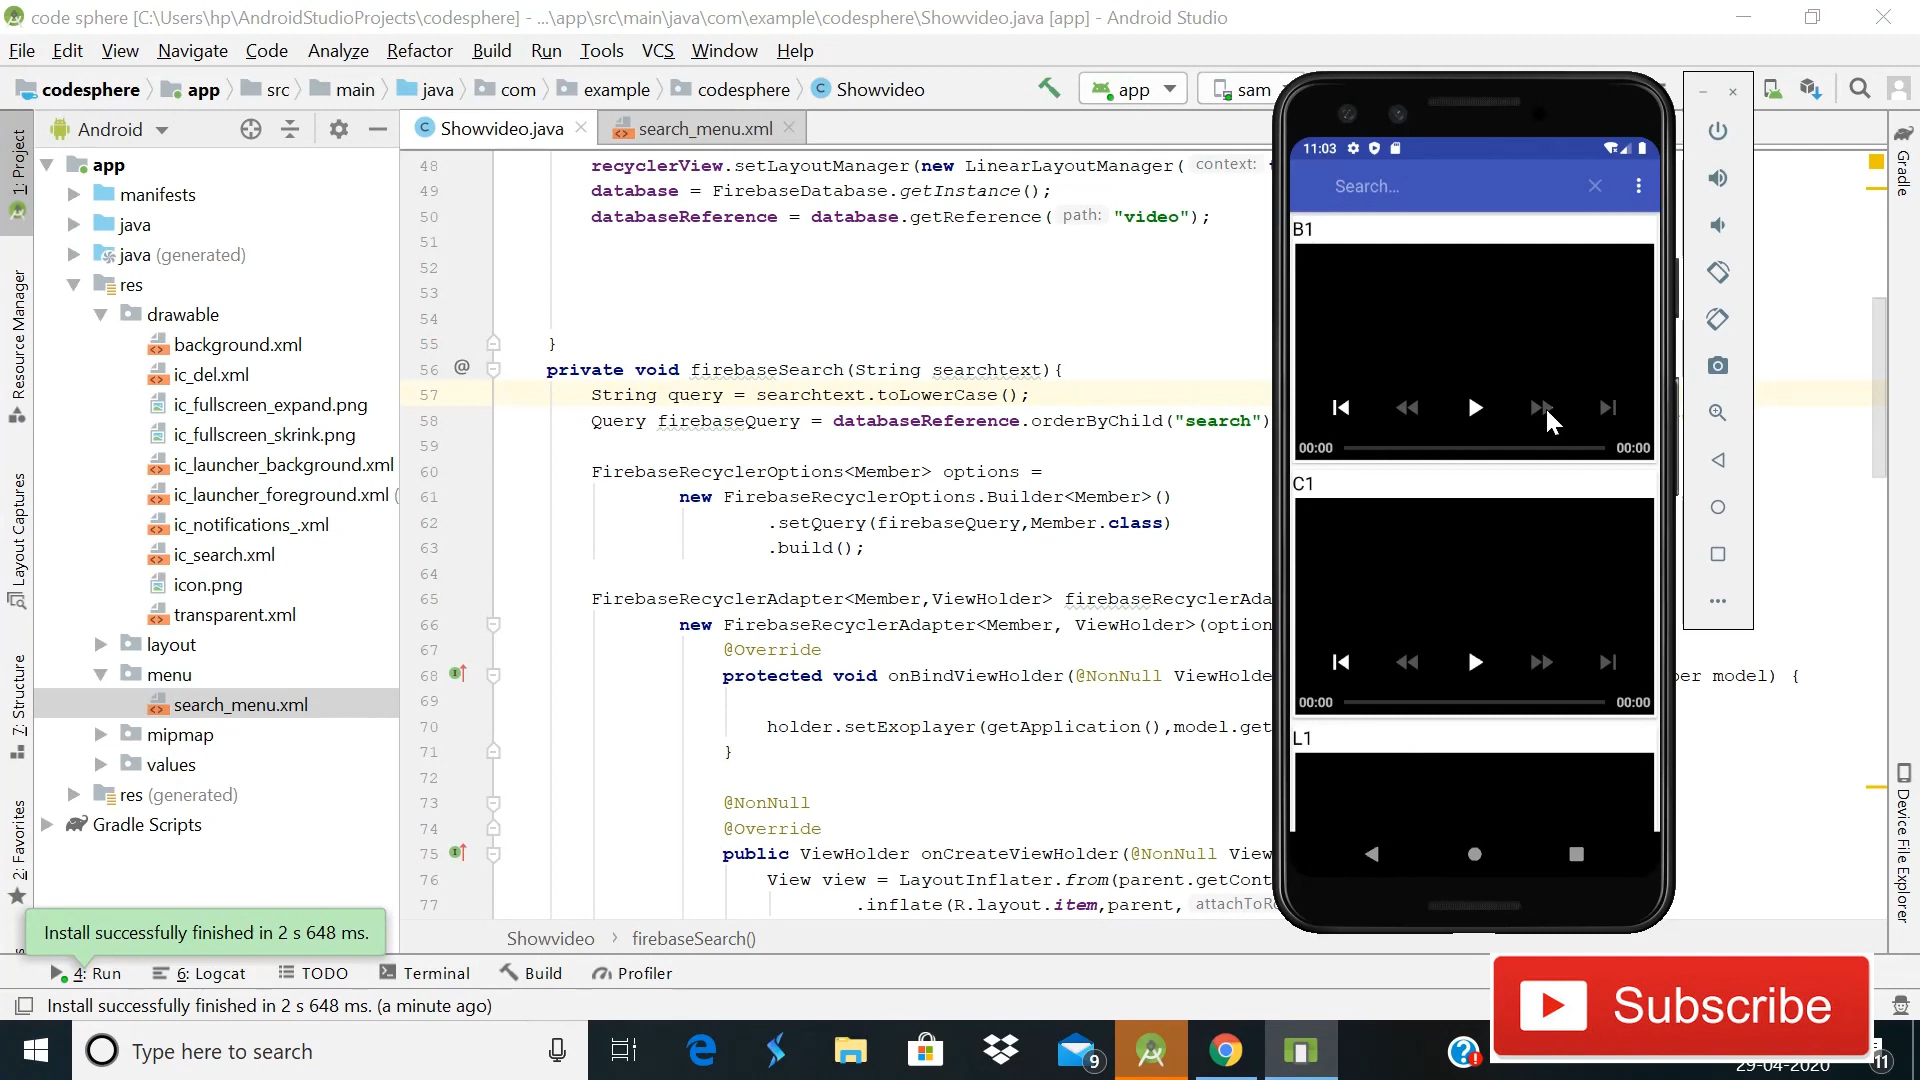 code sphere [C:\Users\hp\AndroidStudioProjects\codesphere] - ...\app\src\main\java\com\example\codesphere\Showvideo.java [app] - Android Studio
File Edit View Navigate Code Analyze Refactor Build Run Tools VCS Window Help
codesphere app src main java com example codesphere Showvideo app sam
Android Showvideo.java search_menu.xml
1: Project
Resource Manager
Layout Captures
7: Structure
2: Favorites
app
manifests
java
java (generated)
res
drawable
background.xml
ic_del.xml
ic_fullscreen_expand.png
ic_fullscreen_skrink.png
ic_launcher_background.xml
ic_launcher_foreground.xml (
ic_notifications_.xml
ic_search.xml
icon.png
transparent.xml
layout
menu
search_menu.xml
mipmap
values
res (generated)
Gradle Scripts
48 recyclerView.setLayoutManager(new LinearLayoutManager( context:
49 database = FirebaseDatabase.getInstance();
50 databaseReference = database.getReference( path: "video");
51
52
53
54
55 }
56 @ private void firebaseSearch(String searchtext){
57 String query = searchtext.toLowerCase();
58 Query firebaseQuery = databaseReference.orderByChild("search")
59
60 FirebaseRecyclerOptions<Member> options =
61 new FirebaseRecyclerOptions.Builder<Member>()
62 .setQuery(firebaseQuery,Member.class)
63 .build();
64
65 FirebaseRecyclerAdapter<Member,ViewHolder> firebaseRecyclerAda
66 new FirebaseRecyclerAdapter<Member, ViewHolder>(option
67 @Override
68 protected void onBindViewHolder(@NonNull ViewHolde er model) {
69
70 holder.setExoplayer(getApplication(),model.get
71 }
72
73 @NonNull
74 @Override
75 public ViewHolder onCreateViewHolder(@NonNull View
76 View view = LayoutInflater.from(parent.getCont
77 .inflate(R.layout.item,parent, attachToRo
11:03
Search...
B1
00:00 00:00
C1
00:00 00:00
L1
Gradle
Device File Explorer
Showvideo firebaseSearch()
Install successfully finished in 2 s 648 ms.
4: Run 6: Logcat TODO Terminal Build Profiler
Install successfully finished in 2 s 648 ms. (a minute ago)
Subscribe
Type here to search
9
29-04-2020
11